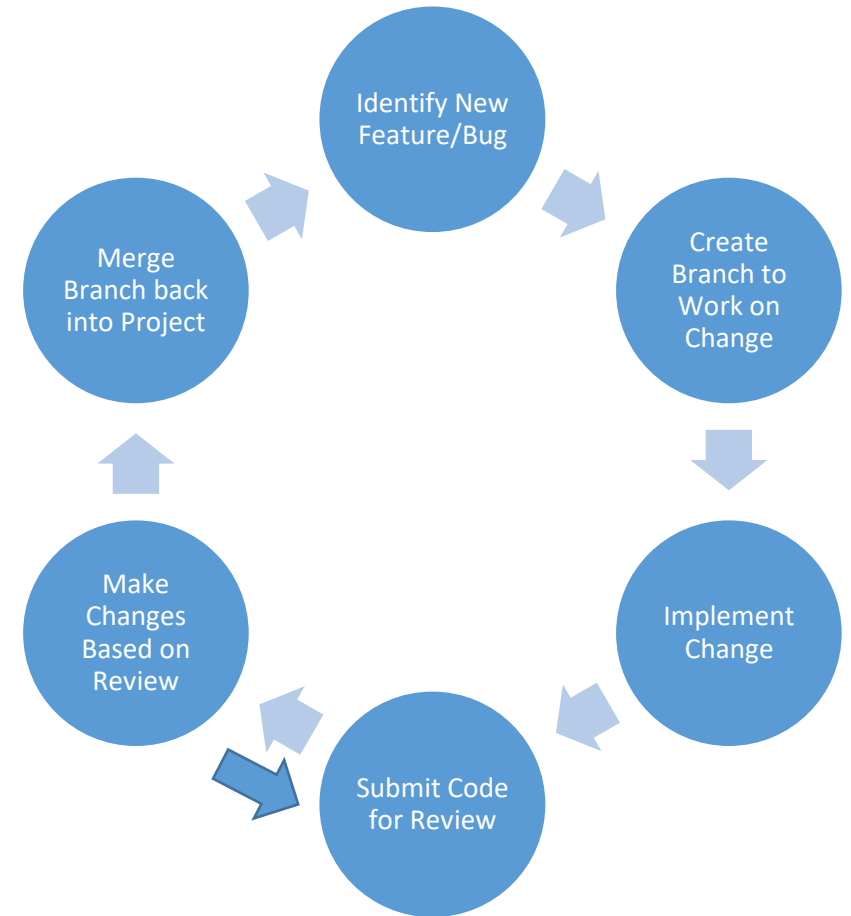 Identify New
Feature/Bug
Create
Branch to
Work on
Change
Implement
Change
Submit Code
for Review
Make
Changes
Based on
Review
Merge
Branch back
into Project